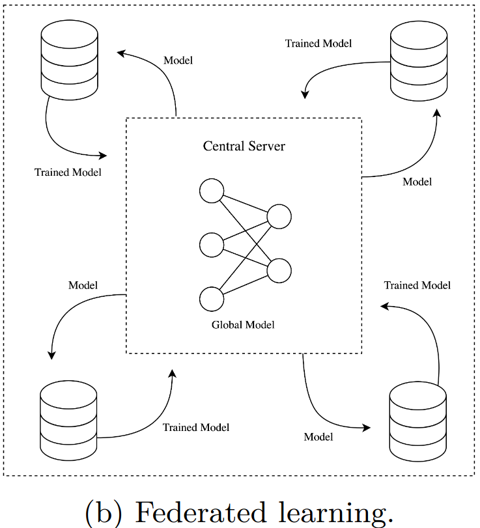 Trained Model
Model
Central Server
Trained Model
Model
Model
Trained Model
Global Model
Trained Model
Model
(b) Federated learning.